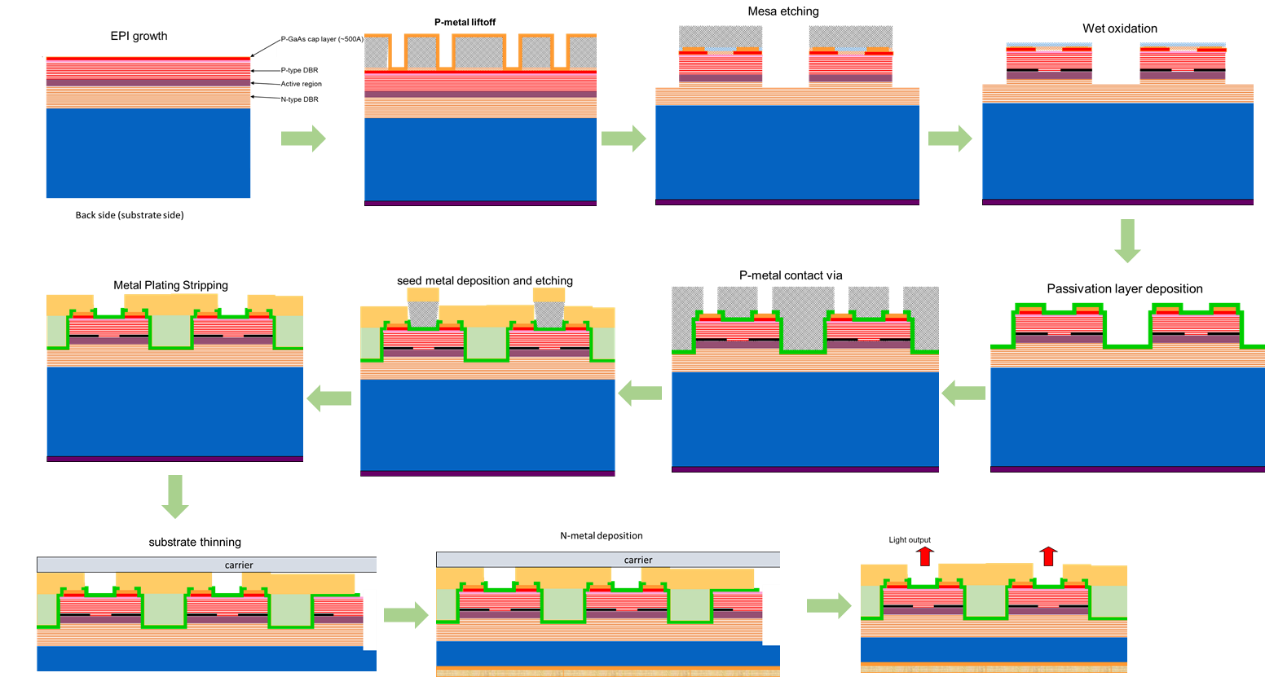 EPI growth
P-GaAs cap layer (~500A)
P-type DBR
Active region
N-type DBR
Back side (substrate side)
P-metal liftoff
Mesa etching
Wet oxidation
Passivation layer deposition
P-metal contact via
seed metal deposition and etching
Metal Plating Stripping
substrate thinning
carrier
N-metal deposition
carrier
Light output